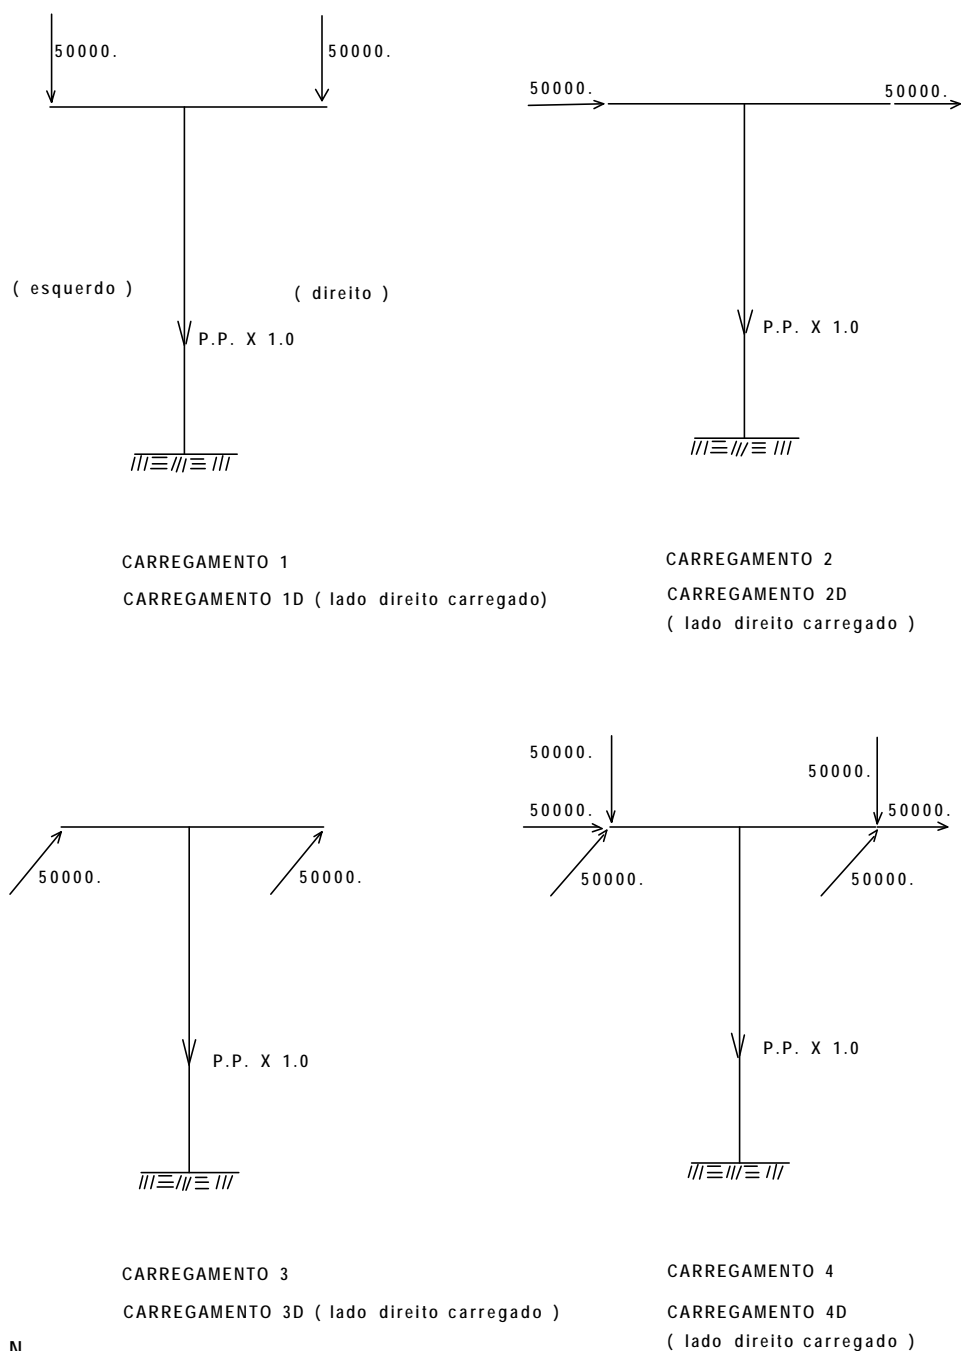 50000.
50000.
( esquerdo )
( direito )
P.P. X 1.0
CARREGAMENTO 1
CARREGAMENTO 1D ( lado direito carregado)
50000.
50000.
P.P. X 1.0
CARREGAMENTO 2
CARREGAMENTO 2D
( lado direito carregado )
50000.
50000.
P.P. X 1.0
CARREGAMENTO 3
CARREGAMENTO 3D ( lado direito carregado )
50000.
50000.
50000.
50000.
50000.
50000.
P.P. X 1.0
CARREGAMENTO 4
CARREGAMENTO 4D
( lado direito carregado )
N